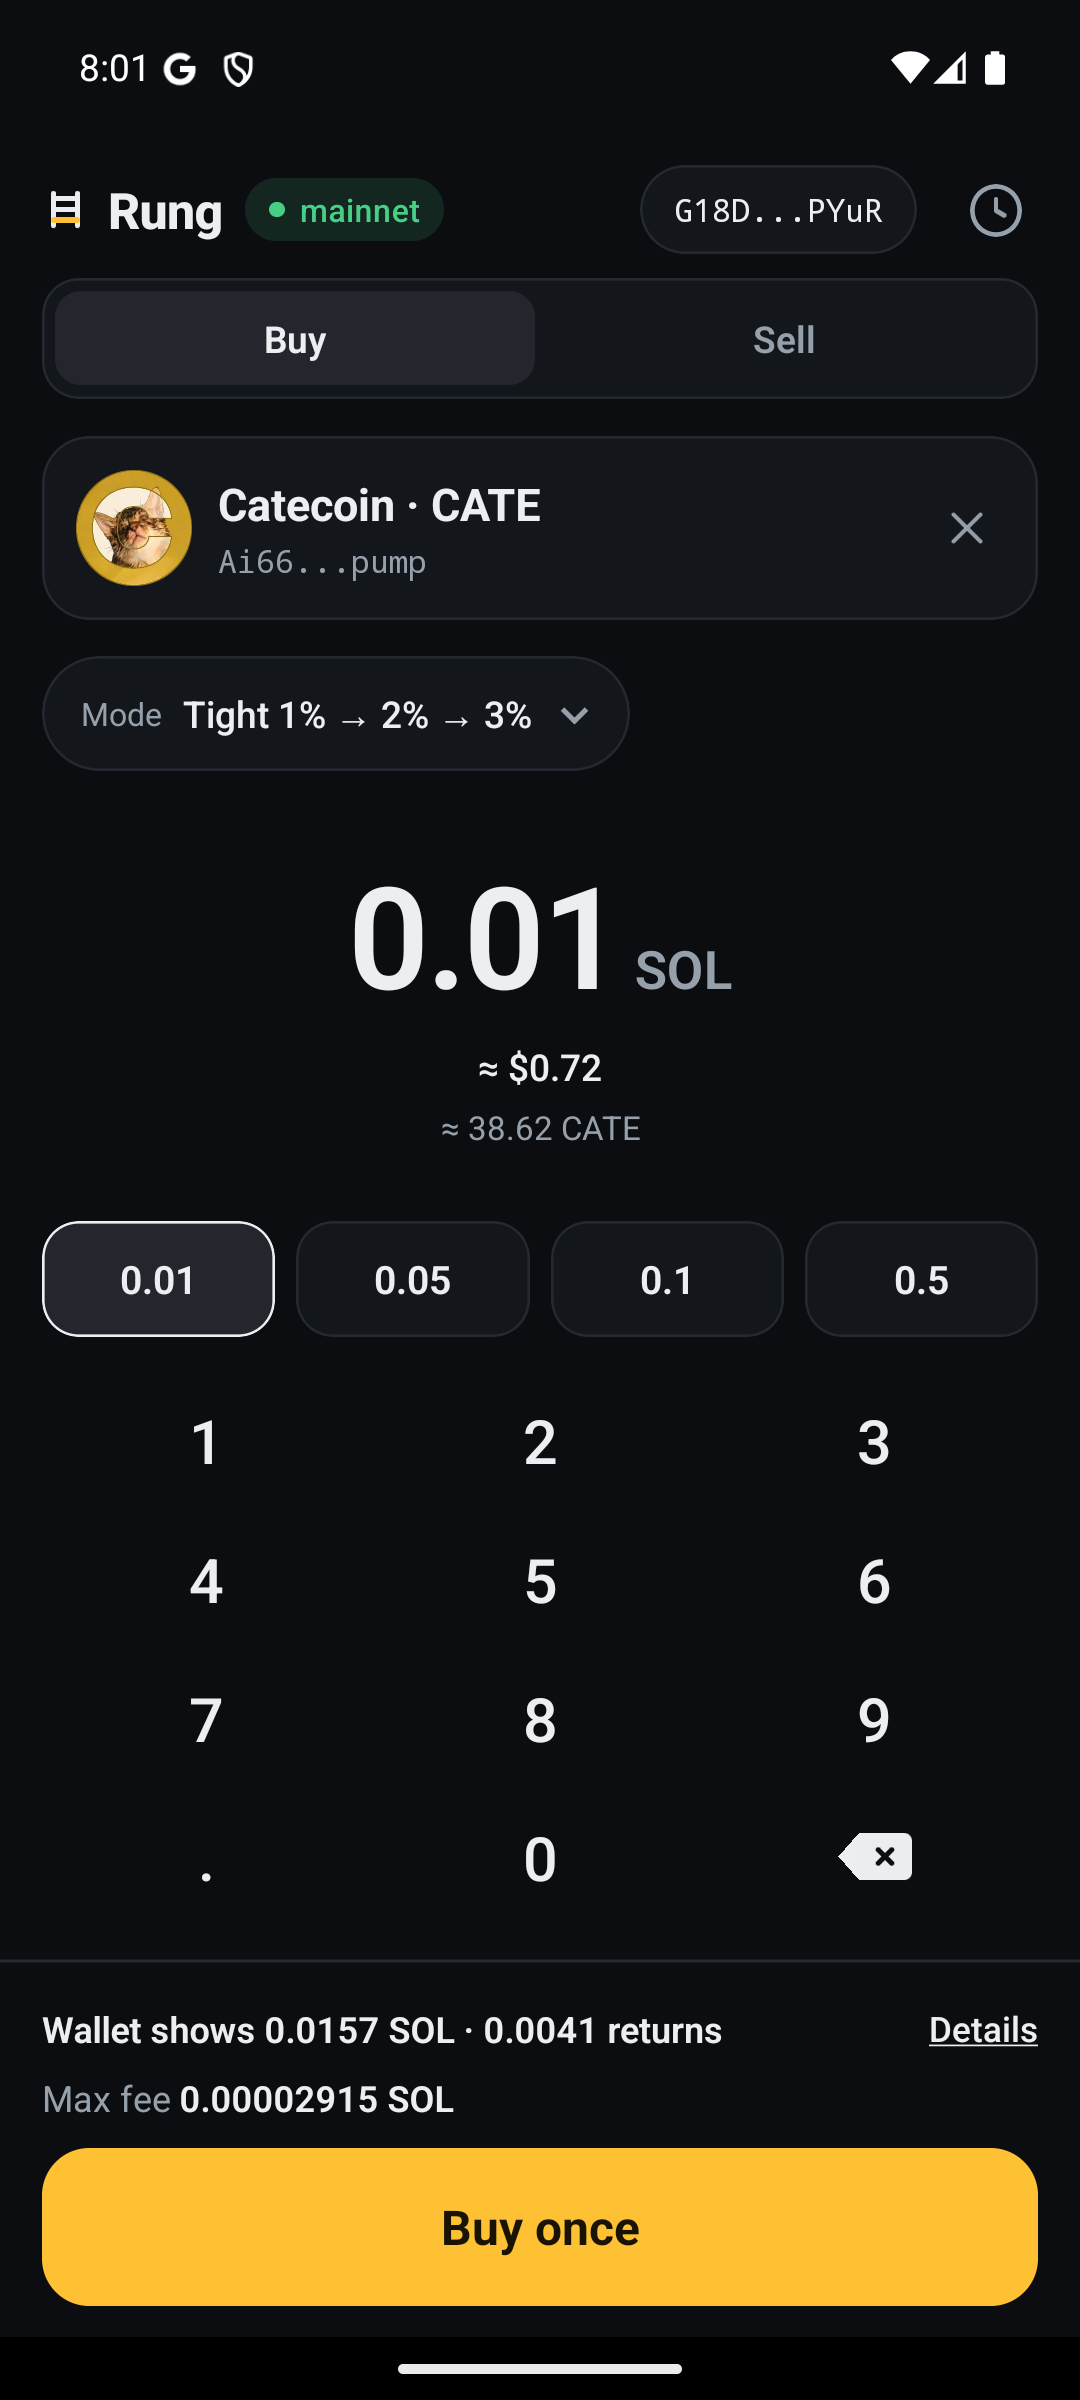 8:01
Rung
mainnet
G18D...PYuR
Buy
Sell
Catecoin · CATE
Ai66...pump
Mode Tight 1% → 2% → 3%
0.01 SOL
≈ $0.72
≈ 38.62 CATE
0.01 0.05 0.1 0.5
1 2 3
4 5 6
7 8 9
. 0
Wallet shows 0.0157 SOL · 0.0041 returns Details
Max fee 0.00002915 SOL
Buy once